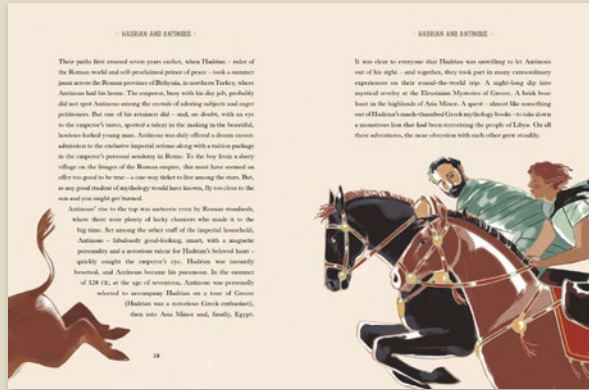 · HADRIAN AND ANTINOUS ·
Their paths first crossed seven years earlier, when Hadrian – ruler of
the Roman world and self-proclaimed prince of peace – took a summer
jaunt across the Roman province of Bithynia, in northern Turkey, where
Antinous had his home. The emperor, busy with his day job, probably
did not spot Antinous among the crowds of adoring subjects and eager
petitioners. But one of his retainers did – and, no doubt, with an eye
to the emperor's tastes, spotted a talent in the making in the beautiful,
luscious-locked young man. Antinous was duly offered a dream career:
admission to the exclusive imperial retinue along with a tuition package
in the emperor's personal academy in Rome. To the boy from a dusty
village on the fringes of the Roman empire, this must have seemed an
offer too good to be true – a one-way ticket to live among the stars. But,
as any good student of mythology would have known, fly too close to the
sun and you might get burned.
Antinous' rise to the top was meteoric even by Roman standards,
where there were plenty of lucky chancers who made it to the
big time. Set among the other staff of the imperial household,
Antinous – fabulously good-looking, smart, with a magnetic
personality and a notorious talent for Hadrian's beloved hunt –
quickly caught the emperor's eye. Hadrian was instantly
besotted, and Antinous became his paramour. In the summer
of 128 CE, at the age of seventeen, Antinous was personally
selected to accompany Hadrian on a tour of Greece
(Hadrian was a notorious Greek enthusiast),
then into Asia Minor and, finally, Egypt.
18
· HADRIAN AND ANTINOUS ·
It was clear to everyone that Hadrian was unwilling to let Antinous
out of his sight – and together, they took part in many extraordinary
experiences on their round-the-world trip. A night-long dip into
mystical revelry at the Eleusinian Mysteries of Greece. A brisk bear
hunt in the highlands of Asia Minor. A quest – almost like something
out of Hadrian's much-thumbed Greek mythology books – to take down
a monstrous lion that had been terrorising the people of Libya. On all
these adventures, the near-obsession with each other grew steadily.